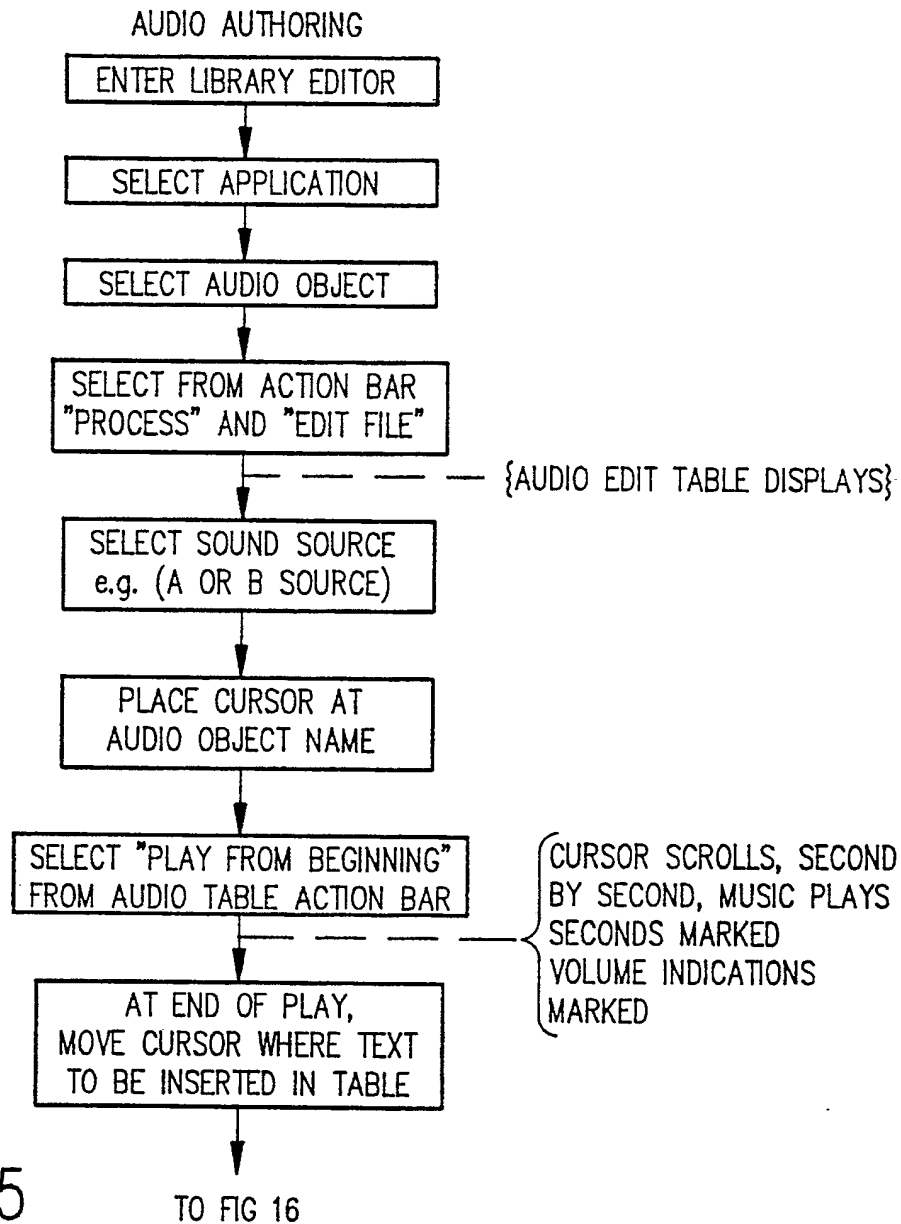 AUDIO AUTHORING
ENTER LIBRARY EDITOR
SELECT APPLICATION
SELECT AUDIO OBJECT
SELECT FROM ACTION BAR
"PROCESS" AND "EDIT FILE"
{AUDIO EDIT TABLE DISPLAYS}
SELECT SOUND SOURCE
e.g. (A OR B SOURCE)
PLACE CURSOR AT
AUDIO OBJECT NAME
SELECT "PLAY FROM BEGINNING"
FROM AUDIO TABLE ACTION BAR
CURSOR SCROLLS, SECOND
BY SECOND, MUSIC PLAYS
SECONDS MARKED
VOLUME INDICATIONS
MARKED
AT END OF PLAY,
MOVE CURSOR WHERE TEXT
TO BE INSERTED IN TABLE
5
TO FIG 16